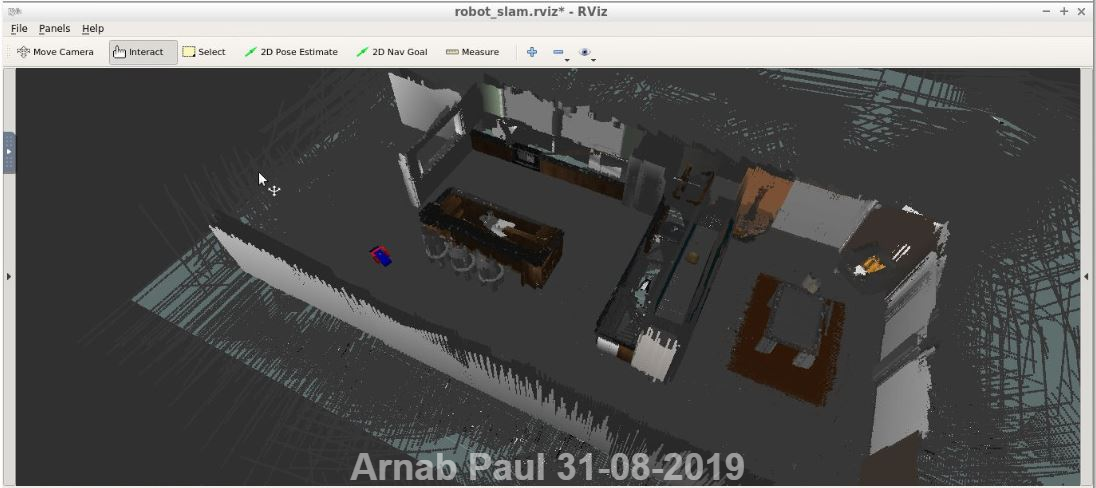 robot_slam.rviz* - RViz
File Panels Help
Move Camera Interact Select 2D Pose Estimate 2D Nav Goal Measure
Arnab Paul 31-08-2019